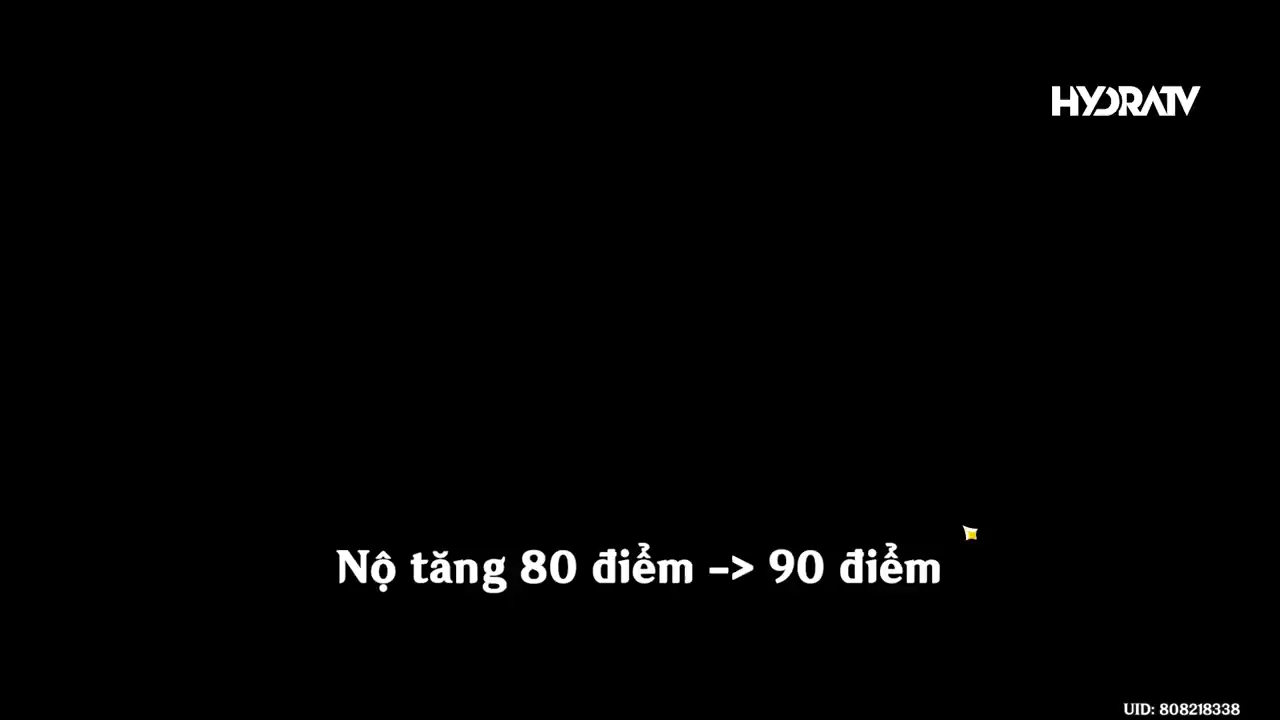 HYDRATV
Nộ tăng 80 điểm -> 90 điểm
UID: 808218338